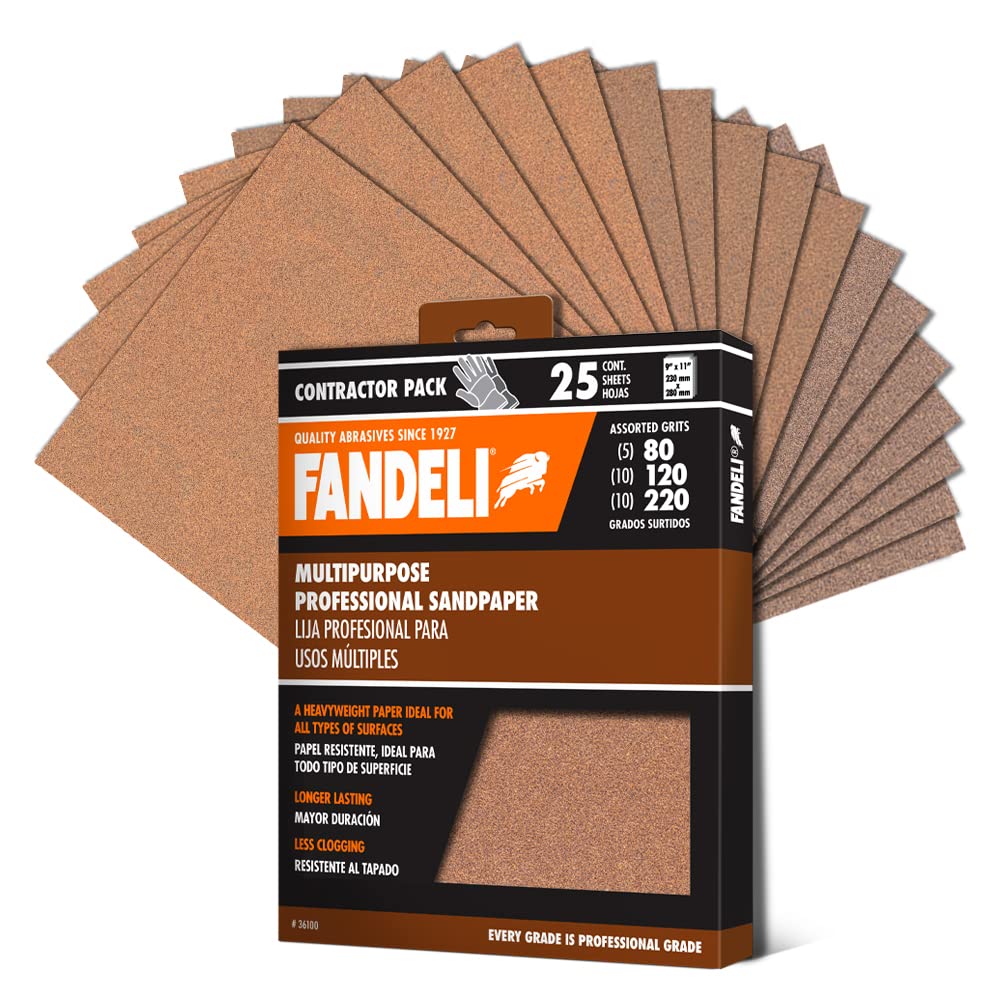 CONTRACTOR PACK
25 CONT. SHEETS HOJAS
9" x 11"
230 mm
x
280 mm
QUALITY ABRASIVES SINCE 1927
FANDELI®
ASSORTED GRITS
(5) 80
(10) 120
(10) 220
GRADOS SURTIDOS
FANDELI®
MULTIPURPOSE
PROFESSIONAL SANDPAPER
LIJA PROFESIONAL PARA
USOS MÚLTIPLES
A HEAVYWEIGHT PAPER IDEAL FOR
ALL TYPES OF SURFACES
PAPEL RESISTENTE, IDEAL PARA
TODO TIPO DE SUPERFICIE
LONGER LASTING
MAYOR DURACIÓN
LESS CLOGGING
RESISTENTE AL TAPADO
# 36100
EVERY GRADE IS PROFESSIONAL GRADE